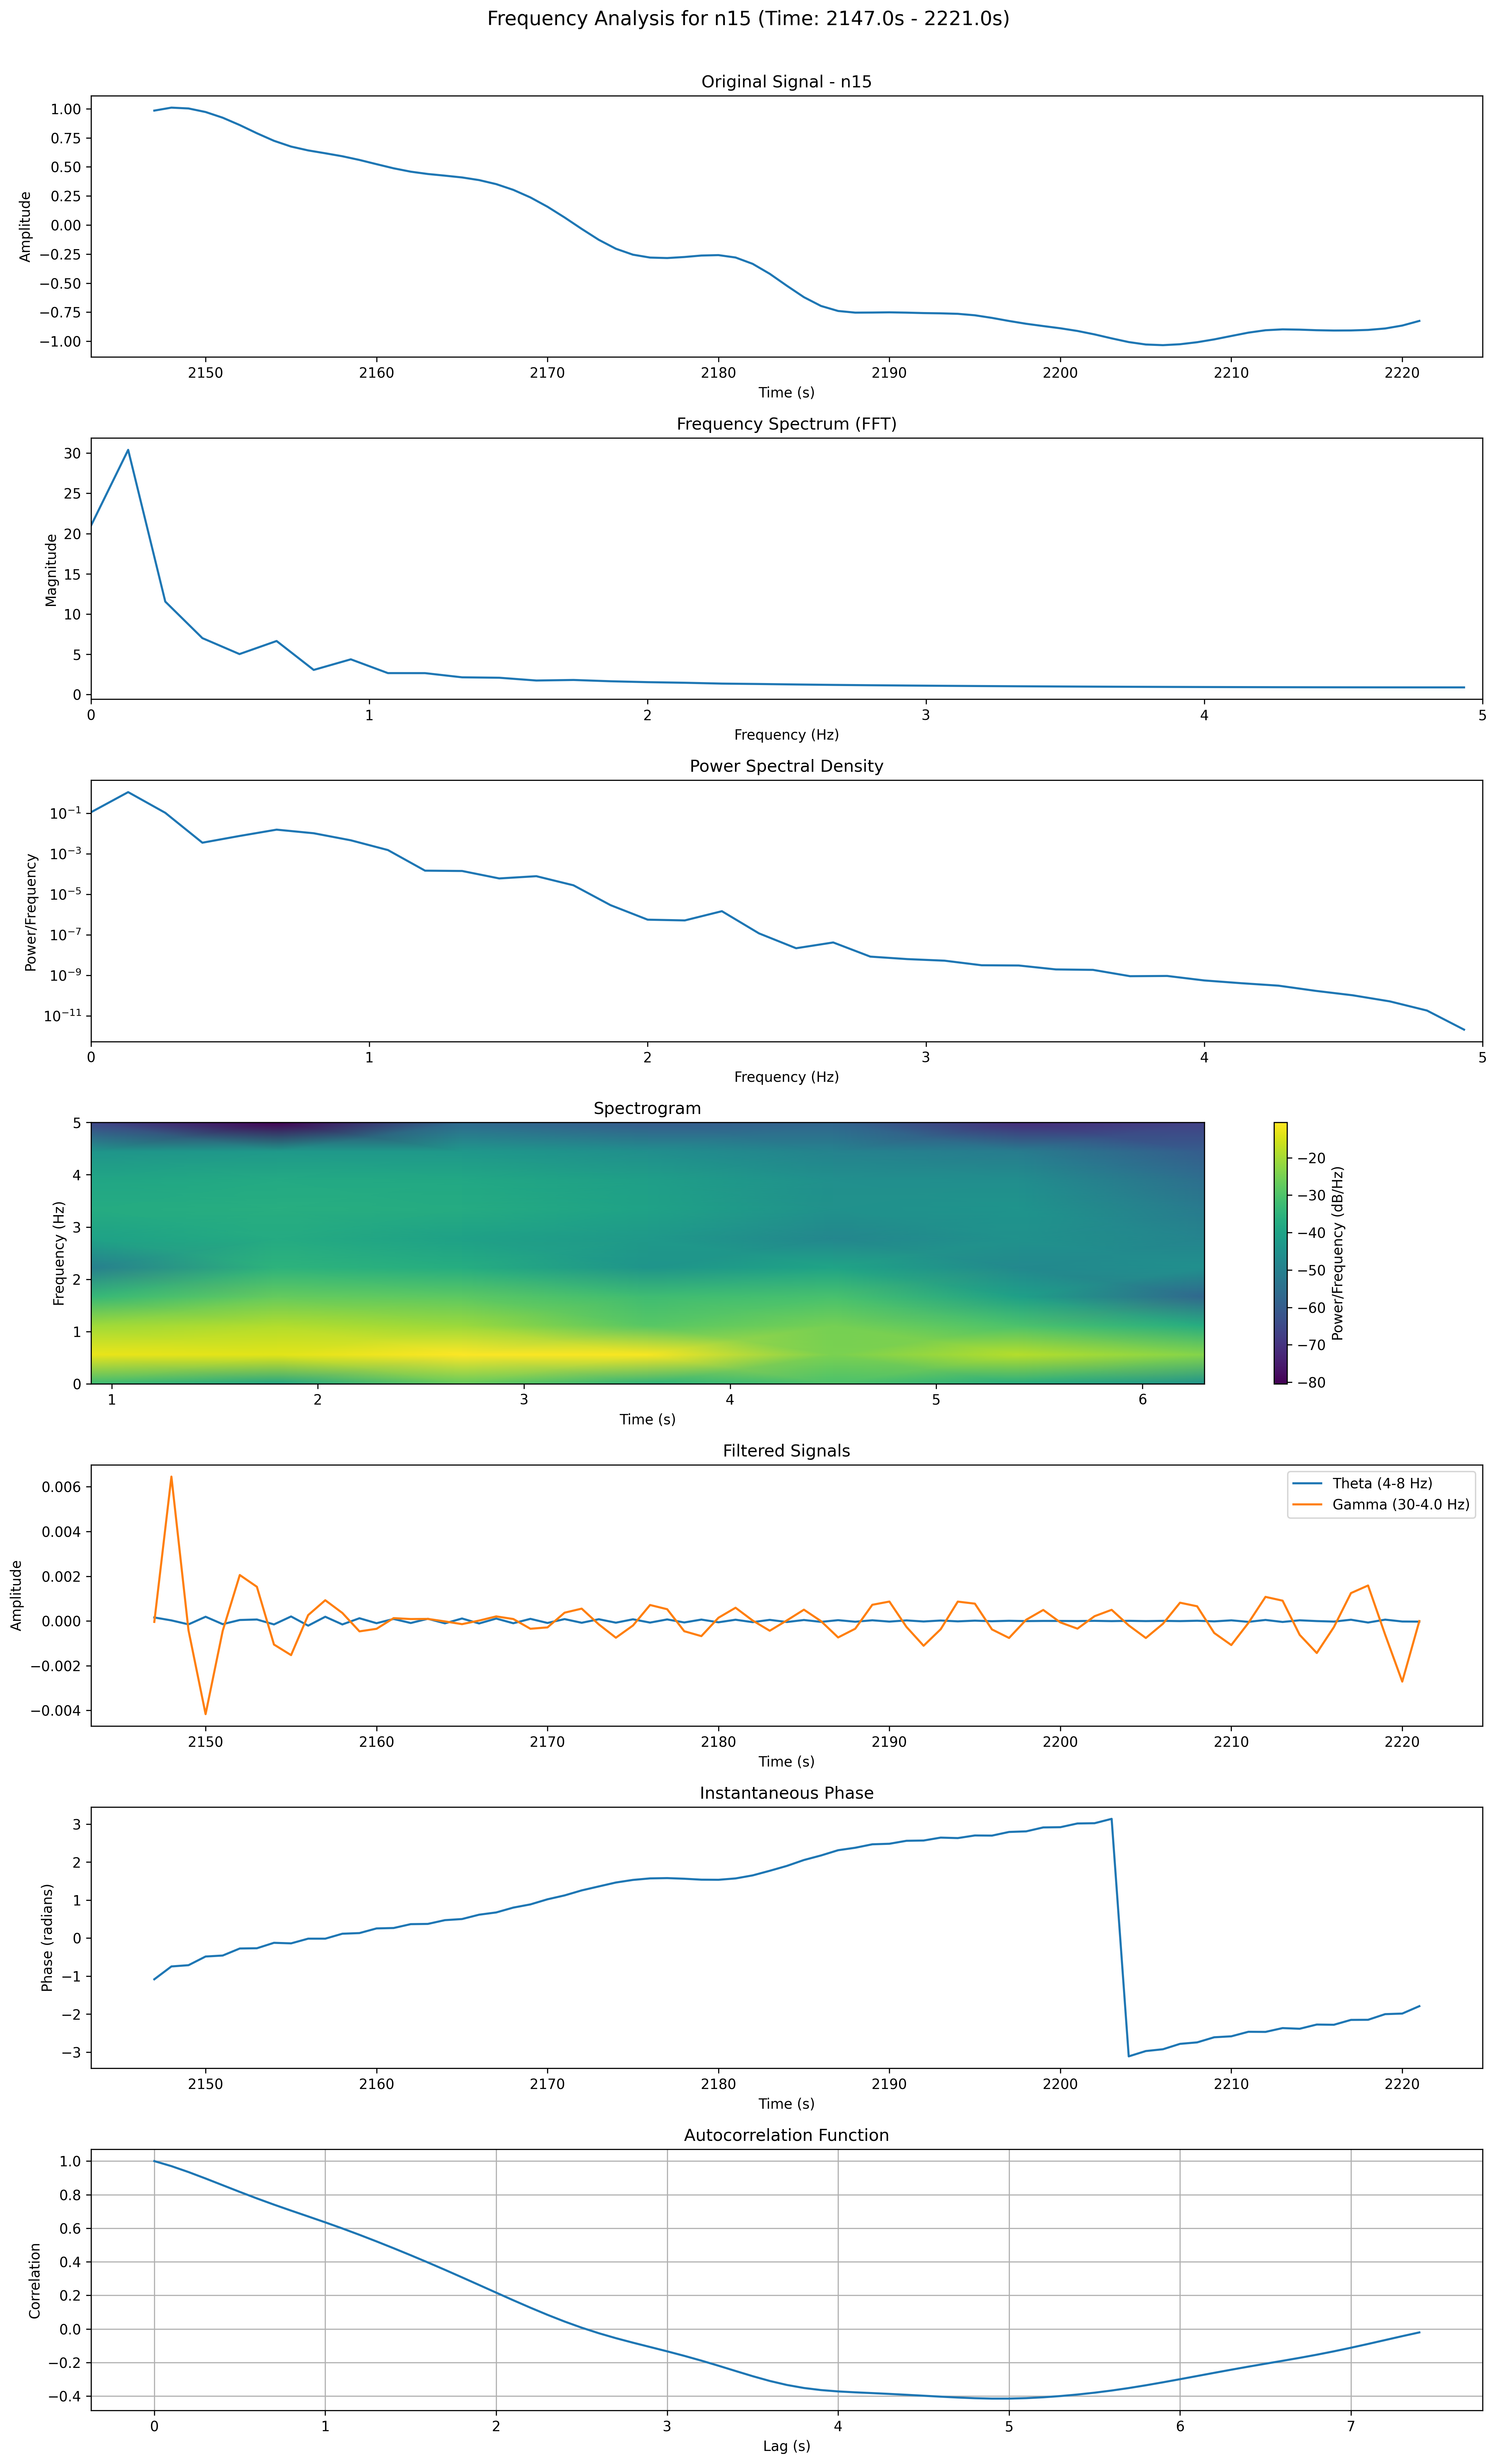 Frequency Analysis for n15 (Time: 2147.0s - 2221.0s)
Original Signal - n15
Amplitude
1.00
0.75
0.50
0.25
0.00
−0.25
−0.50
−0.75
−1.00
2150 2160 2170 2180 2190 2200 2210 2220
Time (s)
Frequency Spectrum (FFT)
Magnitude
30
25
20
15
10
5
0
0 1 2 3 4 5
Frequency (Hz)
Power Spectral Density
Power/Frequency
10⁻¹
10⁻³
10⁻⁵
10⁻⁷
10⁻⁹
10⁻¹¹
0 1 2 3 4 5
Frequency (Hz)
Spectrogram
Frequency (Hz)
5
4
3
2
1
0
1 2 3 4 5 6
Time (s)
−20
−30
−40
−50
−60
−70
−80
Power/Frequency (dB/Hz)
Filtered Signals
Amplitude
0.006
0.004
0.002
0.000
−0.002
−0.004
Theta (4-8 Hz)
Gamma (30-4.0 Hz)
2150 2160 2170 2180 2190 2200 2210 2220
Time (s)
Instantaneous Phase
Phase (radians)
3
2
1
0
−1
−2
−3
2150 2160 2170 2180 2190 2200 2210 2220
Time (s)
Autocorrelation Function
Correlation
1.0
0.8
0.6
0.4
0.2
0.0
−0.2
−0.4
0 1 2 3 4 5 6 7
Lag (s)